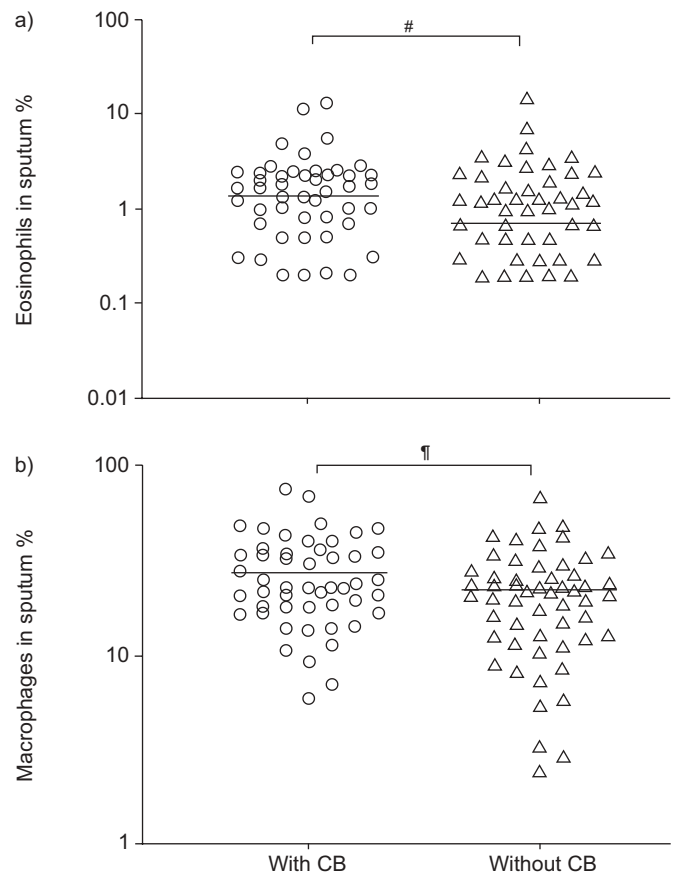 a)
100
#
10
1
0.1
0.01
Eosinophils in sputum %
b)
100
¶
10
1
Macrophages in sputum %
With CB
Without CB